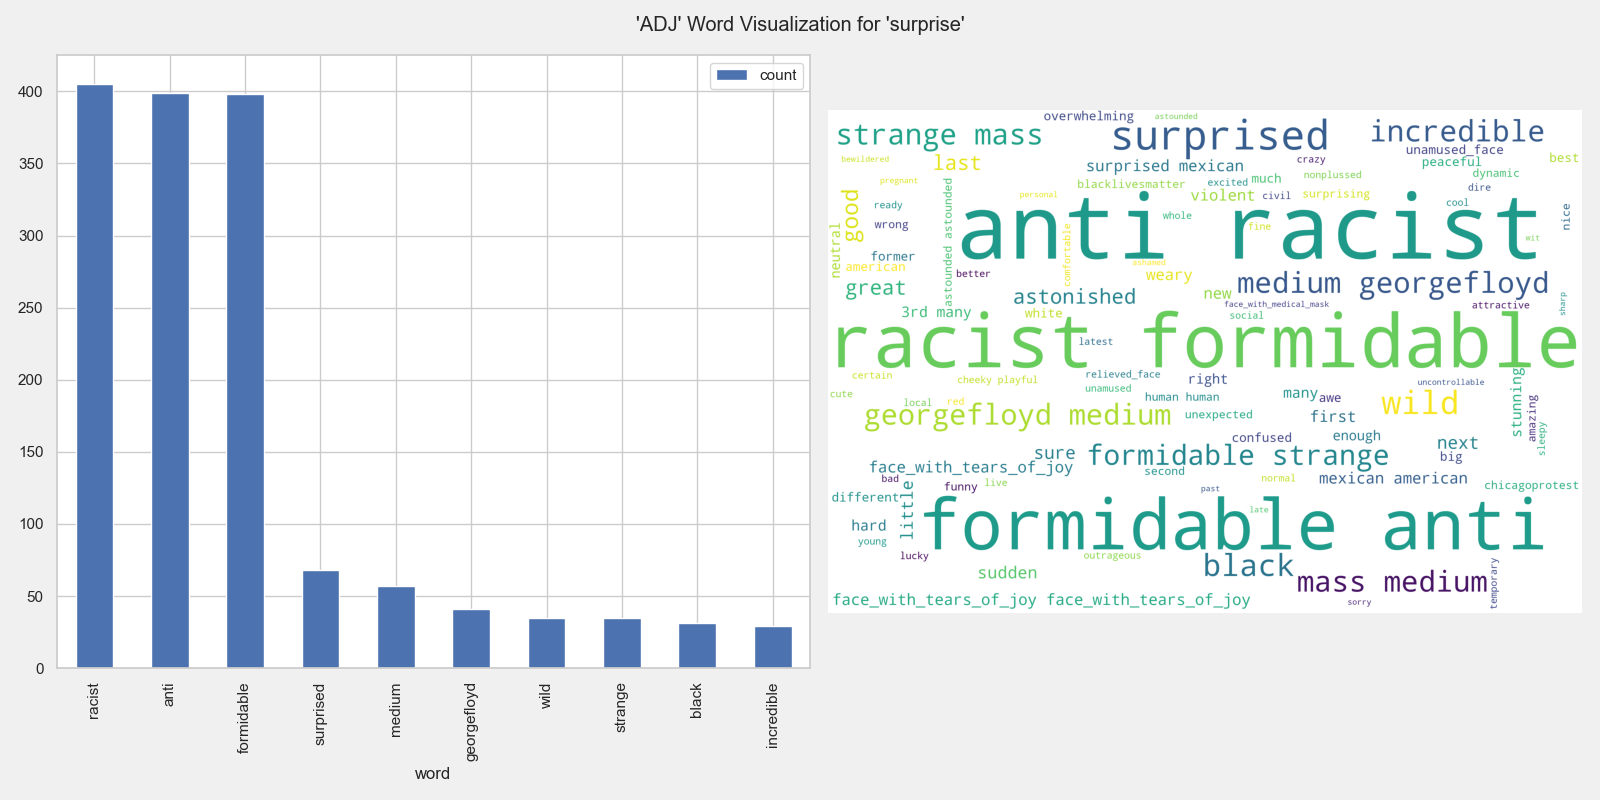 'ADJ' Word Visualization for 'surprise'
count
400
350
300
250
200
150
100
50
0
racist
anti
formidable
surprised
medium
georgefloyd
wild
strange
black
incredible
word
overwhelming
astounded
strange mass
surprised
incredible
bewildered
last
surprised mexican
crazy
unamused_face
peaceful
best
pregnant
blacklivesmatter
excited
much
nonplussed
dynamic
dire
personal
violent
civil
surprising
cool
good
ready
astounded astounded
anti racist
whole
nice
wrong
fine
wit
neutral
comfortable
former
american
better
ashamed
weary
medium georgefloyd
great
astonished
new
face_with_medical_mask
attractive
sharp
3rd many
white
social
racist formidable
latest
certain
cheeky playful
relieved_face
right
uncontrollable
stunning
cute
unamused
human human
many
awe
wild
amazing
local
red
georgefloyd medium
unexpected
first
sleepy
confused
enough
next
sure
formidable strange
big
face_with_tears_of_joy
second
bad
funny
live
normal
mexican american
chicagoprotest
different
little
past
formidable anti
late
hard
young
lucky
outrageous
black
sudden
mass medium
temporary
face_with_tears_of_joy face_with_tears_of_joy
sorry